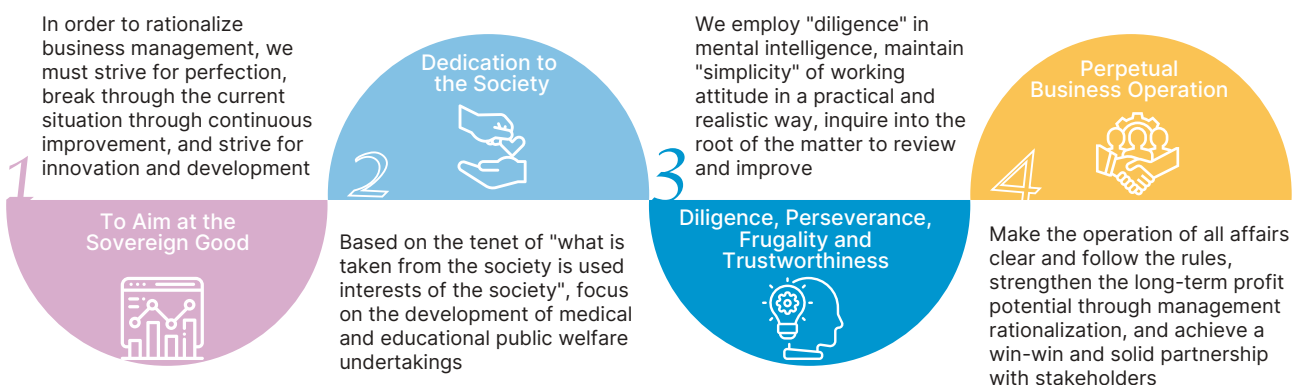 In order to rationalize
business management, we
must strive for perfection,
break through the current
situation through continuous
improvement, and strive for
innovation and development
1
To Aim at the
Sovereign Good
2
Dedication to
the Society
Based on the tenet of "what is
taken from the society is used
interests of the society", focus
on the development of medical
and educational public welfare
undertakings
We employ "diligence" in
mental intelligence, maintain
"simplicity" of working
attitude in a practical and
realistic way, inquire into the
root of the matter to review
and improve
3
Diligence, Perseverance,
Frugality and
Trustworthiness
4
Perpetual
Business Operation
Make the operation of all affairs
clear and follow the rules,
strengthen the long-term profit
potential through management
rationalization, and achieve a
win-win and solid partnership
with stakeholders